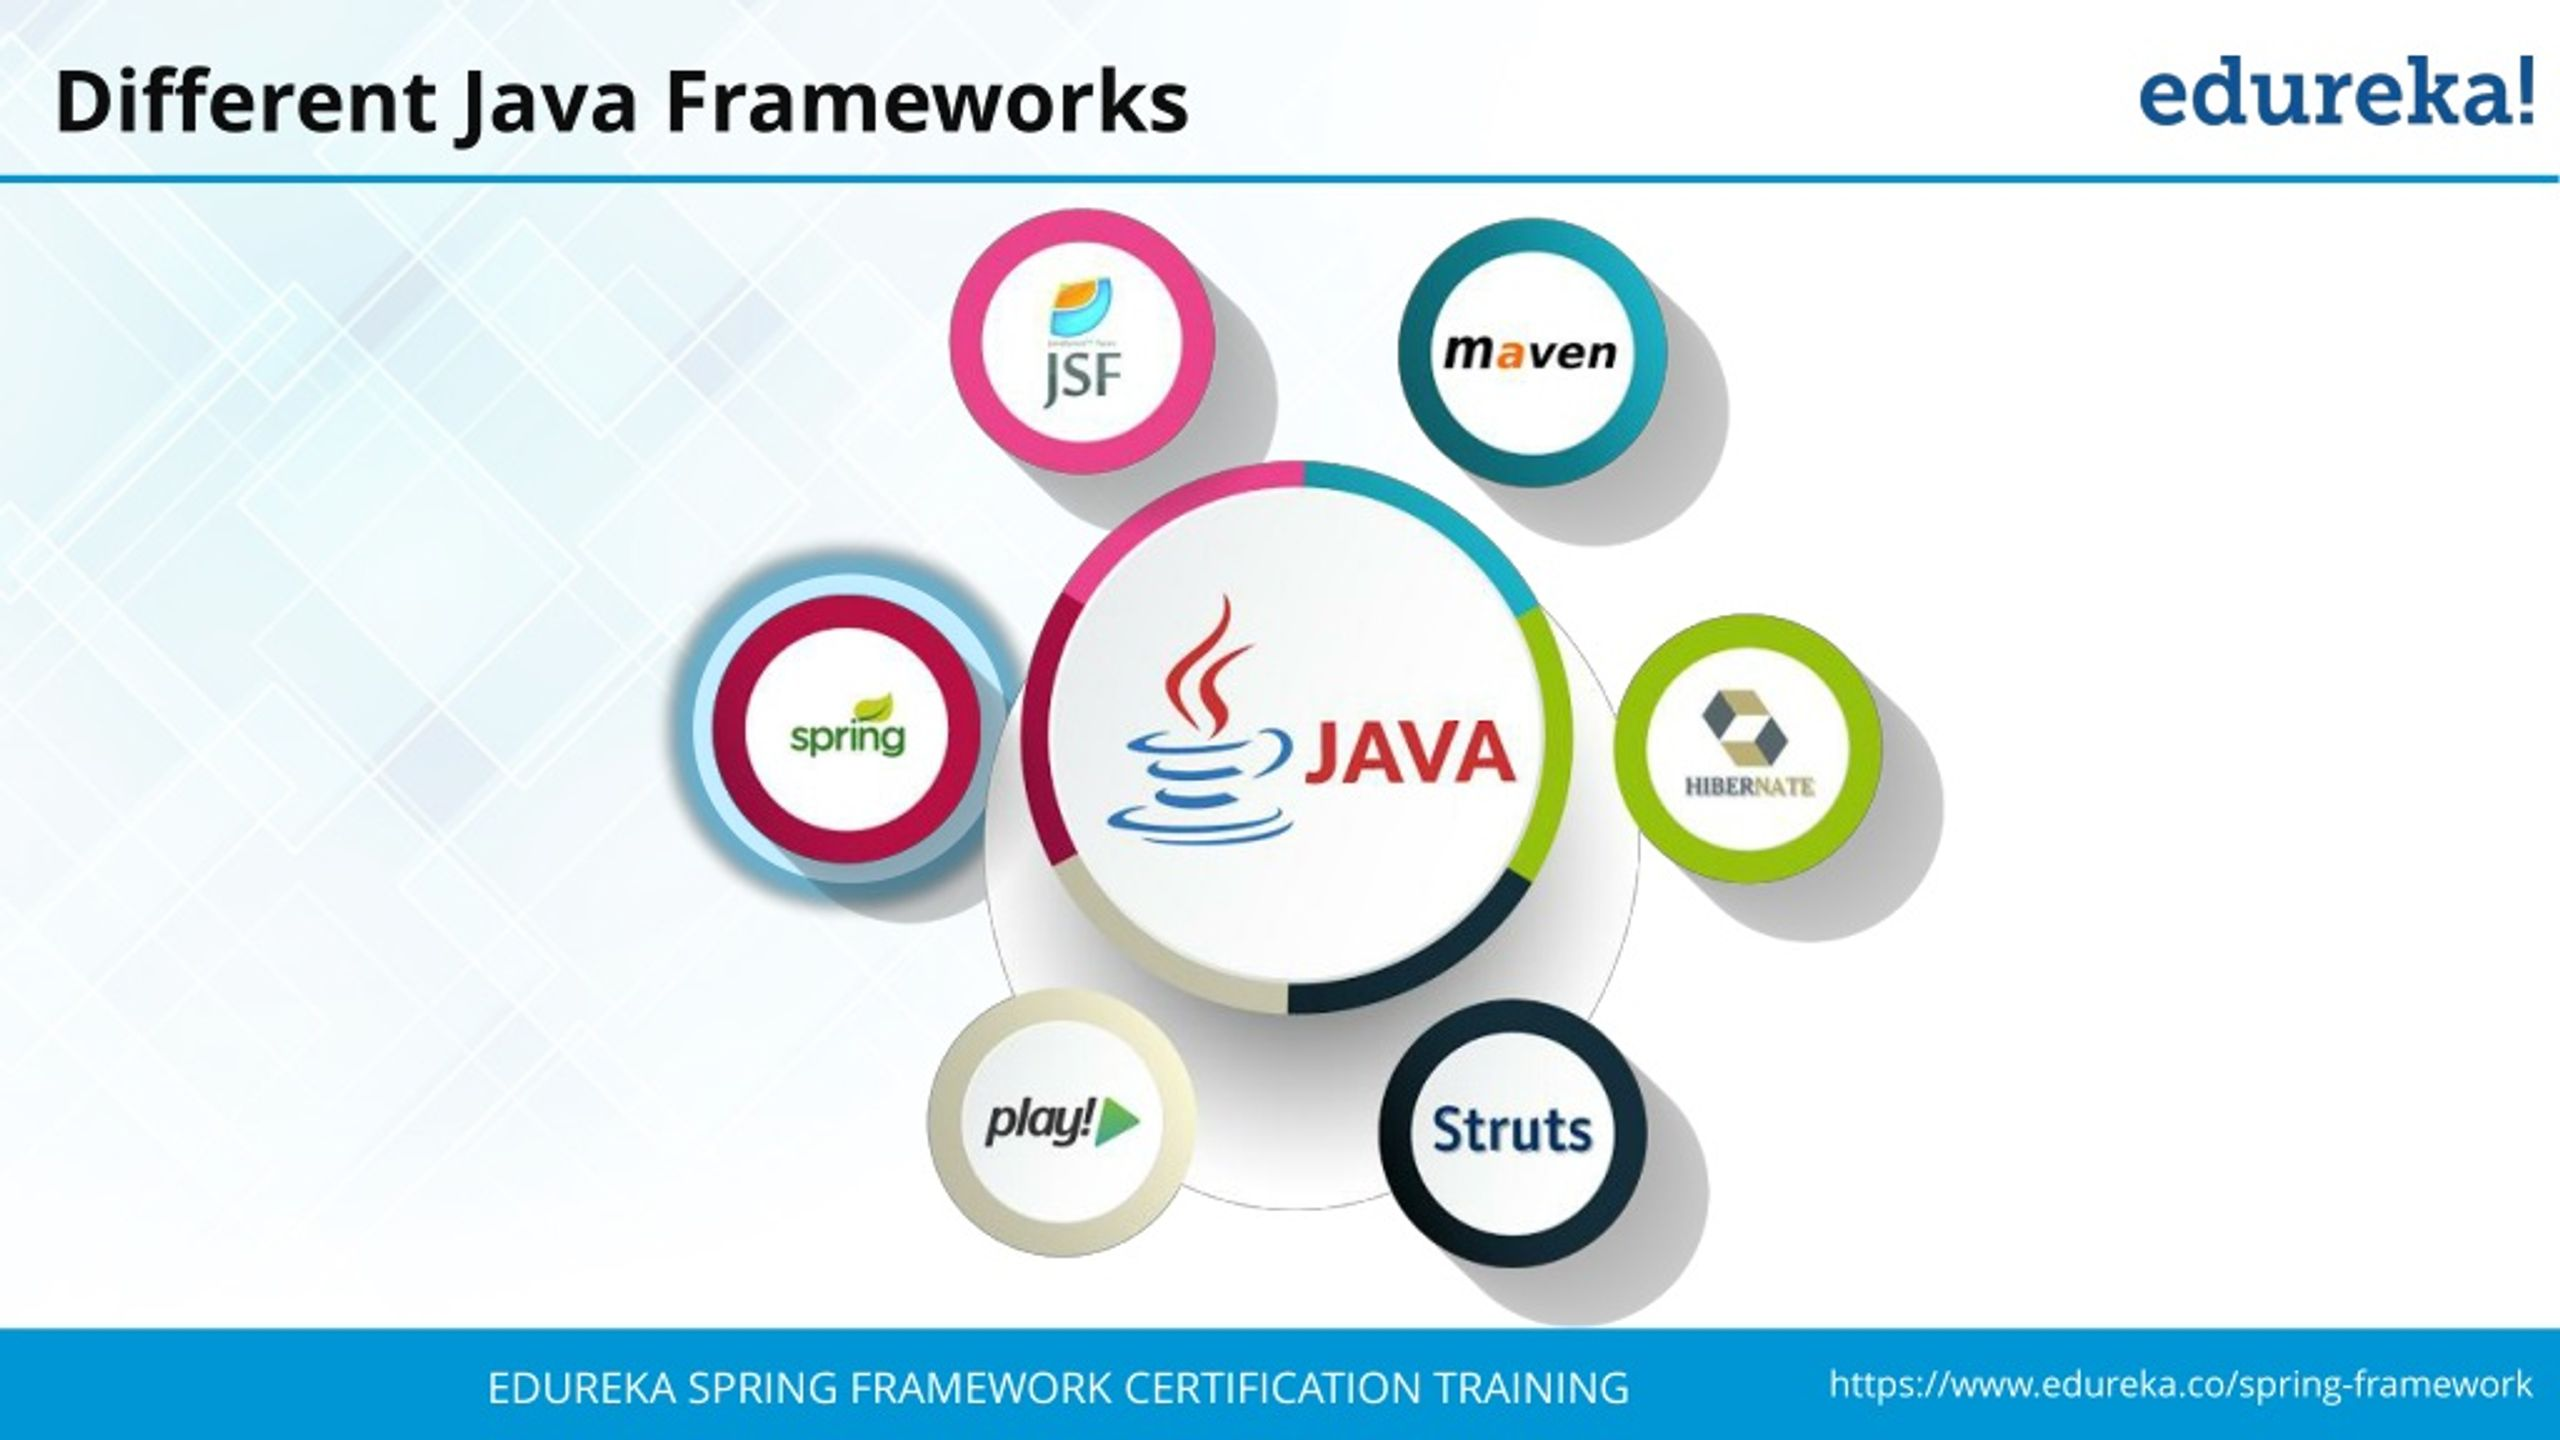 Different Java Frameworks
edureka!
JSF
maven
spring
JAVA
HIBERNATE
play!
Struts
EDUREKA SPRING FRAMEWORK CERTIFICATION TRAINING
https://www.edureka.co/spring-framework